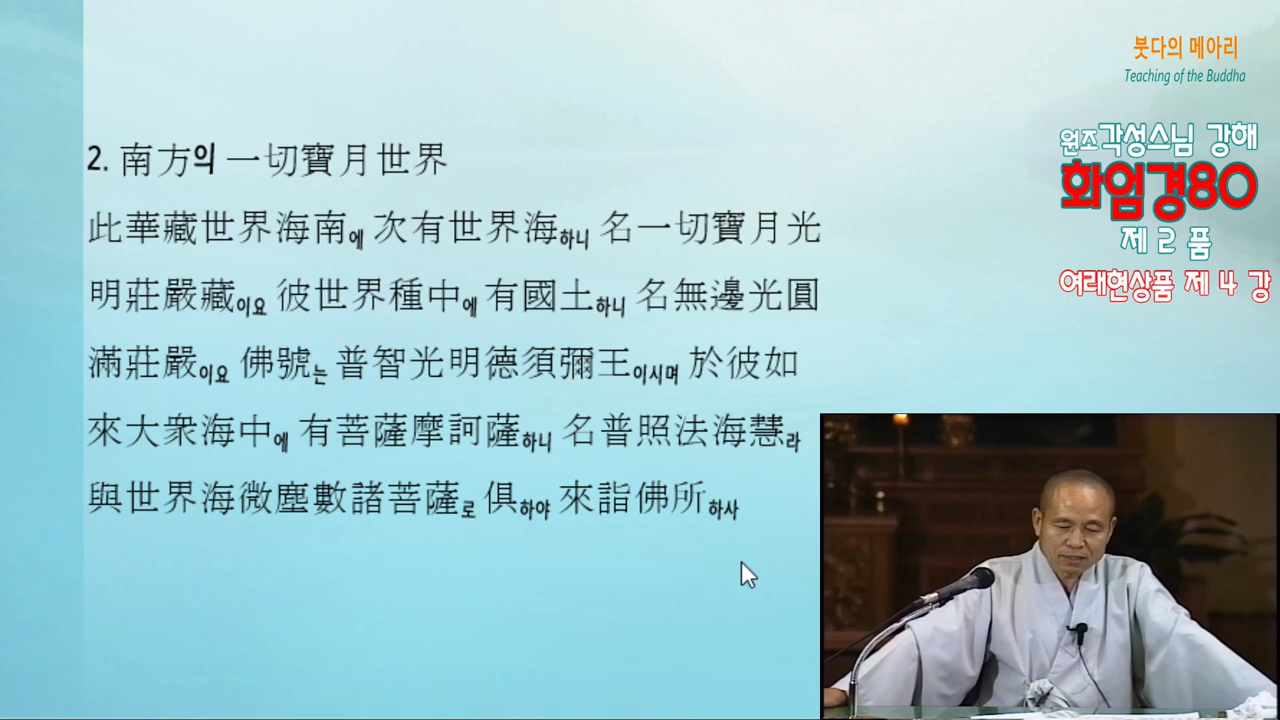 2. 南方의 一切寶月世界
此華藏世界海南에 次有世界海하니 名一切寶月光
明莊嚴藏이요 彼世界種中에 有國土하니 名無邊光圓
滿莊嚴이요 佛號는 普智光明德須彌王이시며 於彼如
來大衆海中에 有菩薩摩訶薩하니 名普照法海慧라
與世界海微塵數諸菩薩로 俱하야 來詣佛所하사
붓다의 메아리
Teaching of the Buddha
원조각성스님 강해
화엄경80
제 2 품
여래현상품 제 4 강